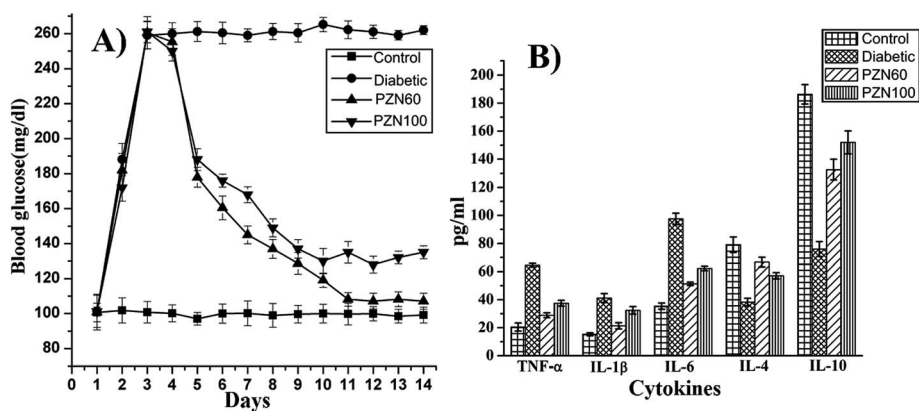 A)
Blood glucose(mg/dl)
260
240
220
200
180
160
140
120
100
80
0 1 2 3 4 5 6 7 8 9 10 11 12 13 14
Days
Control
Diabetic
PZN60
PZN100
B)
pg/ml
200
180
160
140
120
100
80
60
40
20
0
TNF-α IL-1β IL-6 IL-4 IL-10
Cytokines
Control
Diabetic
PZN60
PZN100